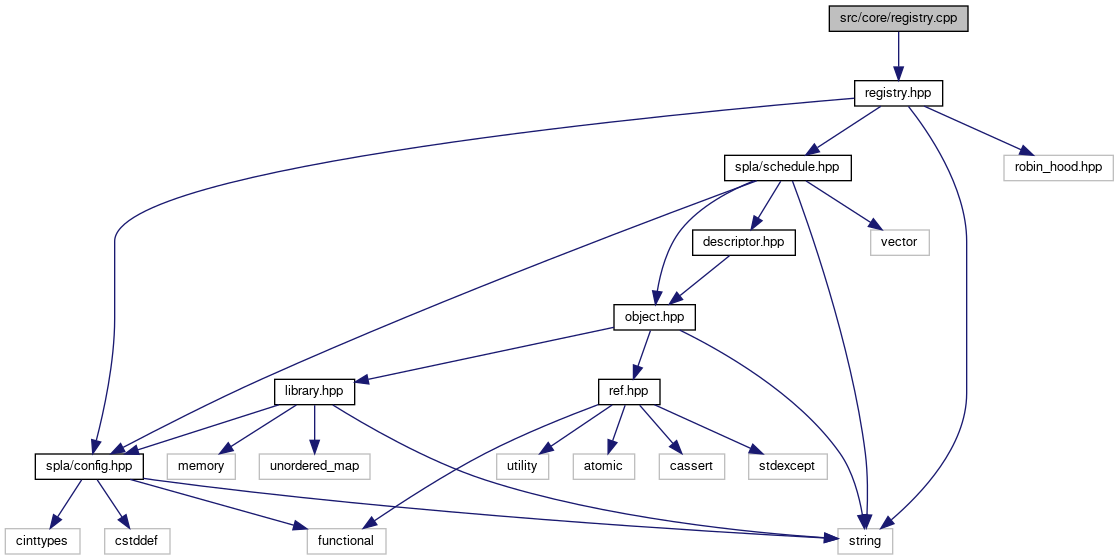 src/core/registry.cpp
registry.hpp
spla/schedule.hpp
robin_hood.hpp
descriptor.hpp
vector
object.hpp
library.hpp
ref.hpp
spla/config.hpp
memory
unordered_map
utility
atomic
cassert
stdexcept
cinttypes
cstddef
functional
string